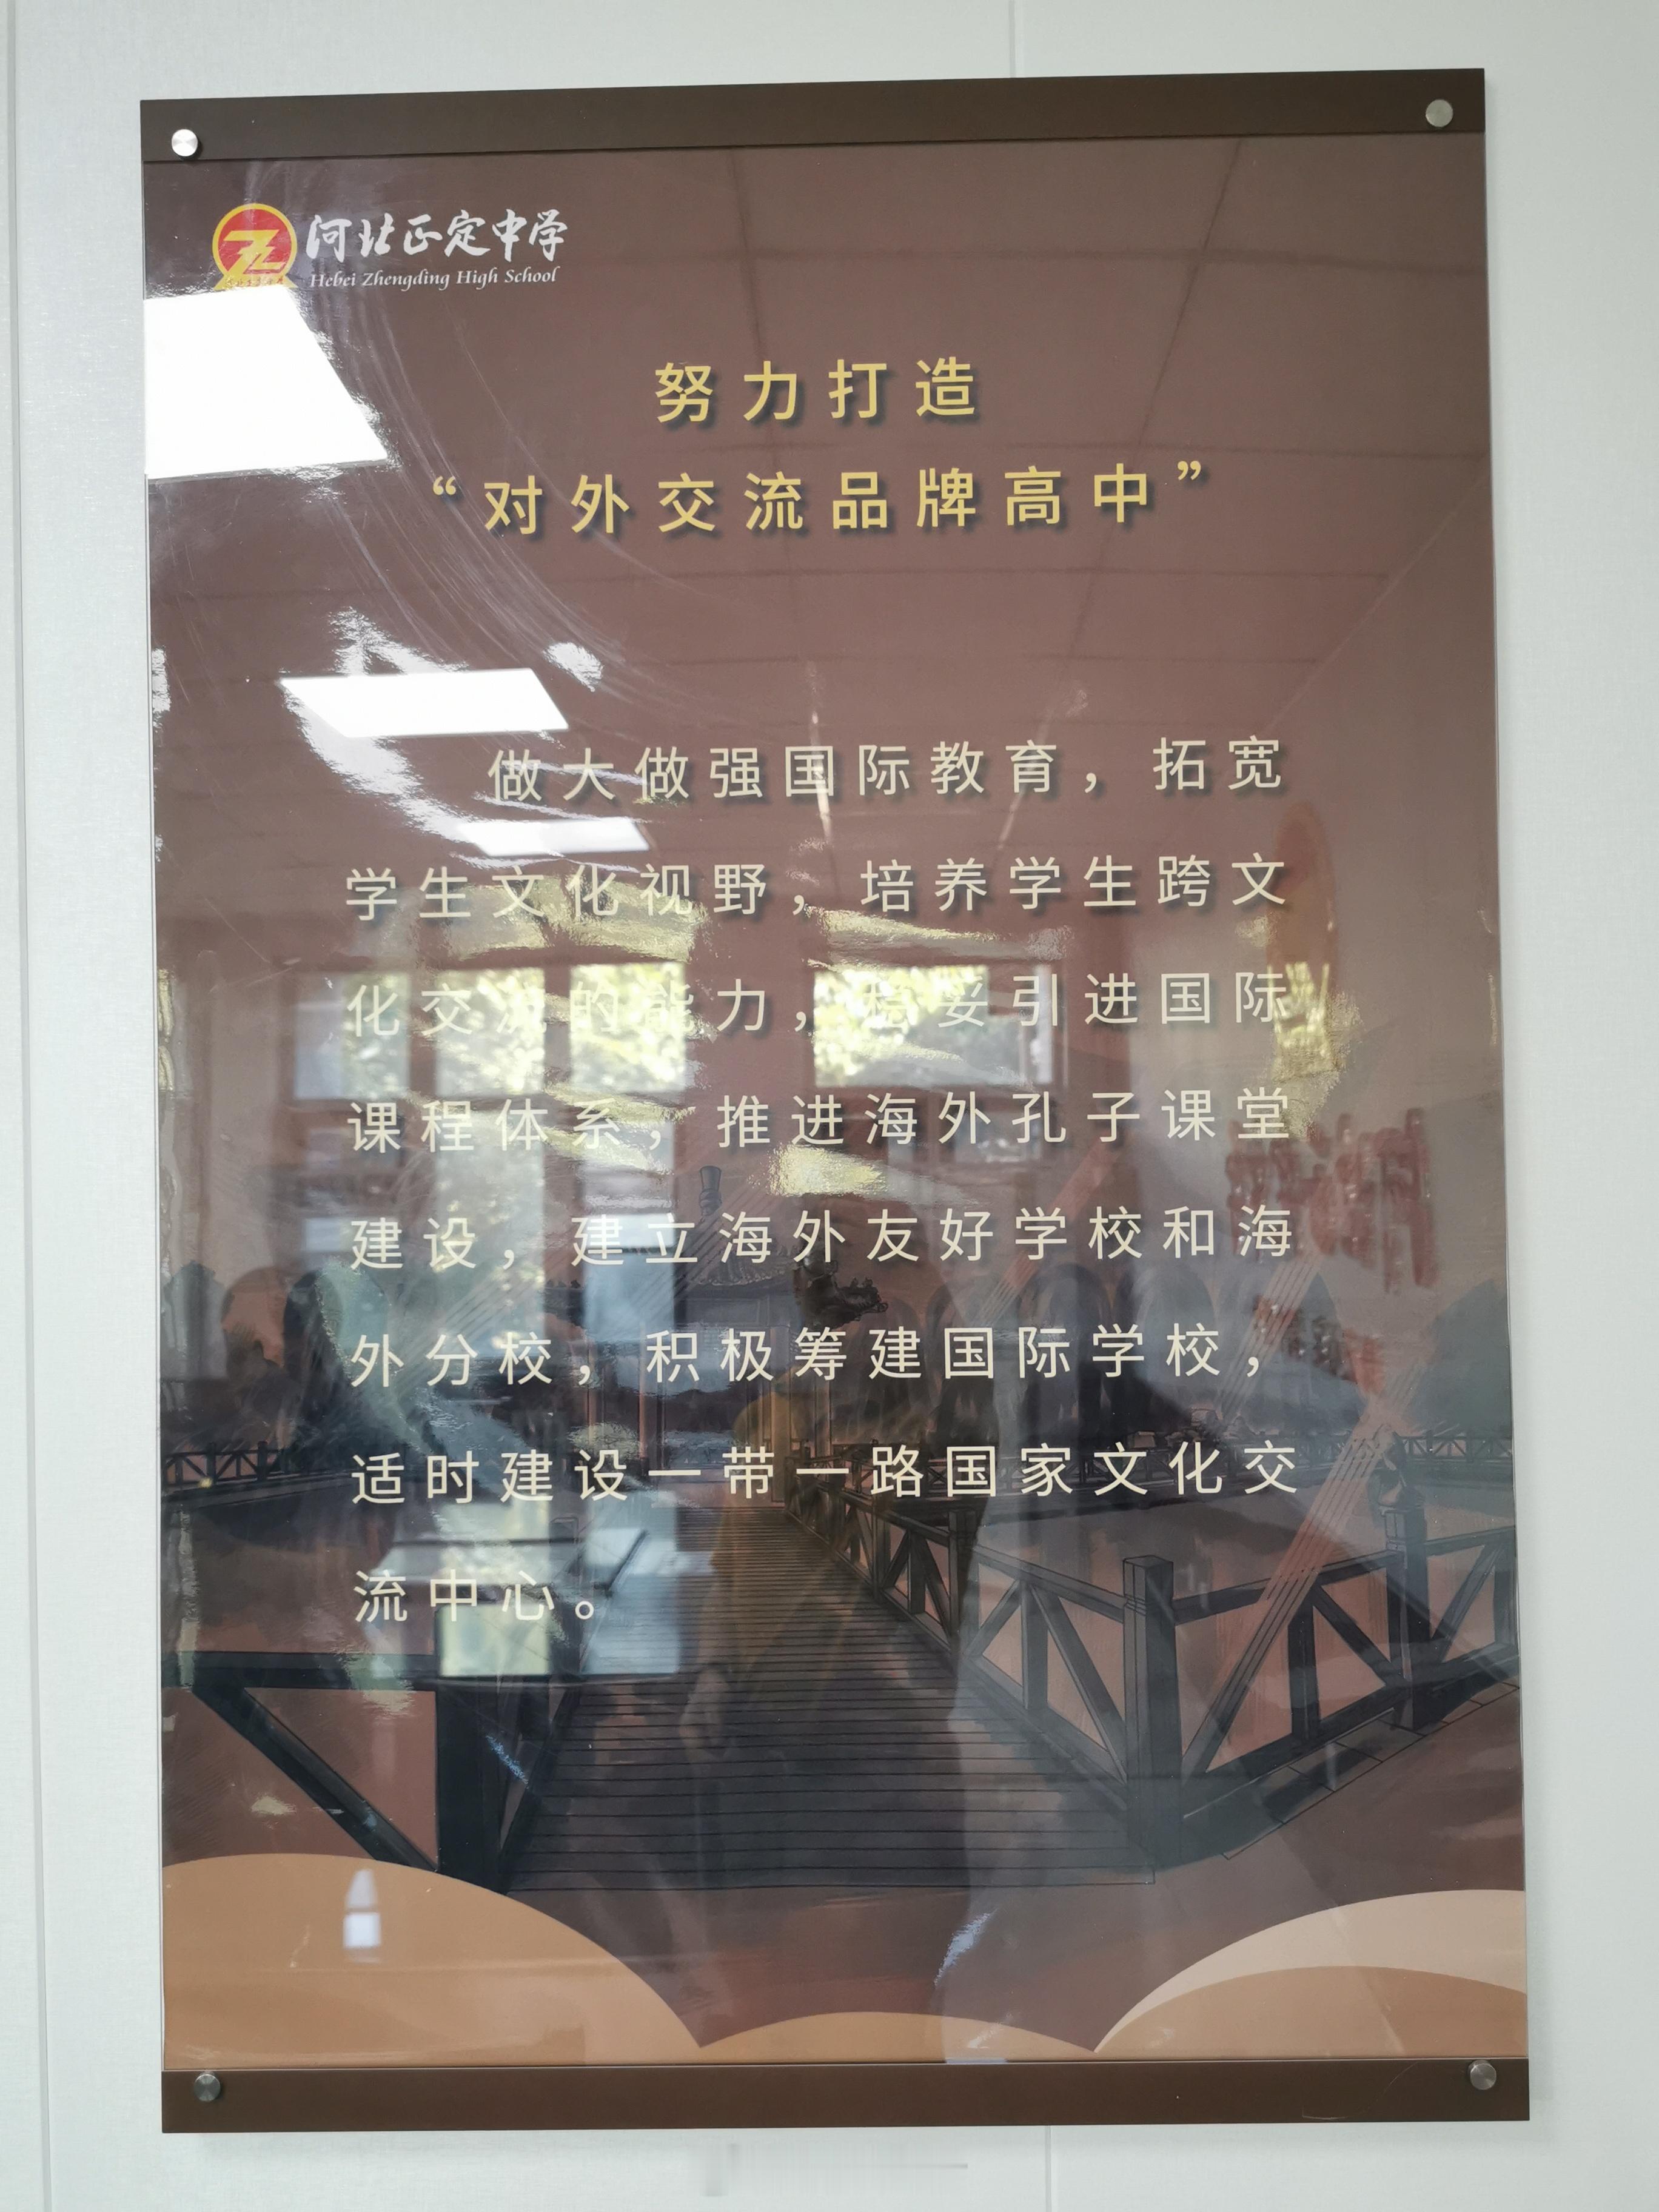 河北正定中学
Hebei Zhengding High School
努力打造
“对外交流品牌高中”
做大做强国际教育，拓宽
学生文化视野，培养学生跨文
化交流的能力，稳妥引进国际
课程体系，推进海外孔子课堂
建设，建立海外友好学校和海
外分校，积极筹建国际学校，
适时建设一带一路国家文化交
流中心。